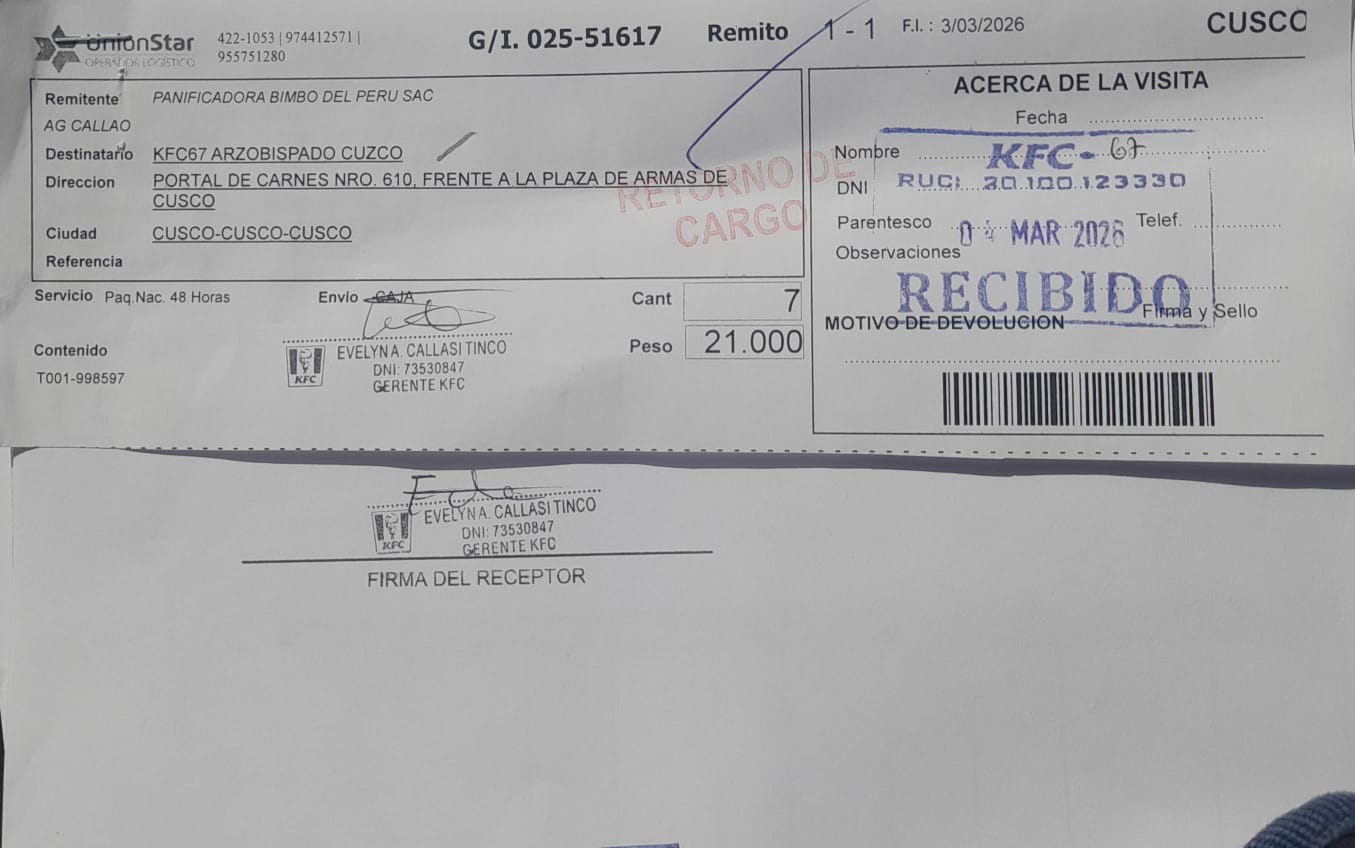 UnionStar
OPERADOR LOGÍSTICO
422-1053 | 974412571 |
955751280
G/I. 025-51617
Remito 1 - 1
F.I. : 3/03/2026
CUSCO
Remitente PANIFICADORA BIMBO DEL PERU SAC
AG CALLAO
Destinatario KFC67 ARZOBISPADO CUZCO
Direccion PORTAL DE CARNES NRO. 610, FRENTE A LA PLAZA DE ARMAS DE
CUSCO
Ciudad CUSCO-CUSCO-CUSCO
Referencia
RETORNO DE
CARGO
Servicio Paq.Nac. 48 Horas
Envío CAJA
Cant 7
Peso 21.000
Contenido
T001-998597
KFC
EVELYN A. CALLASI TINCO
DNI: 73530847
GERENTE KFC
ACERCA DE LA VISITA
Fecha
Nombre KFC- 67
DNI RUC: 20.100.123330
Parentesco 04 MAR 2026 Telef.
Observaciones
RECIBIDO
Firma y Sello
MOTIVO DE DEVOLUCION
KFC
EVELYN A. CALLASI TINCO
DNI: 73530847
GERENTE KFC
FIRMA DEL RECEPTOR